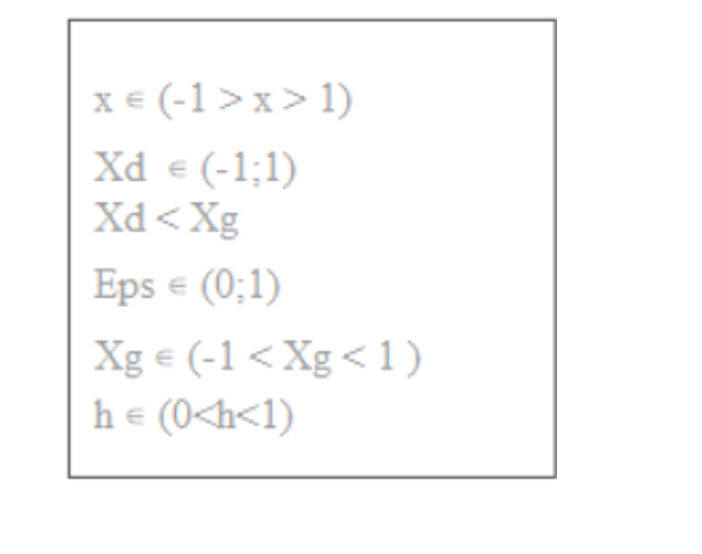 x ∈ (-1 > x > 1)
Xd ∈ (-1;1)
Xd < Xg
Eps ∈ (0;1)
Xg ∈ (-1 < Xg < 1 )
h ∈ (0<h<1)